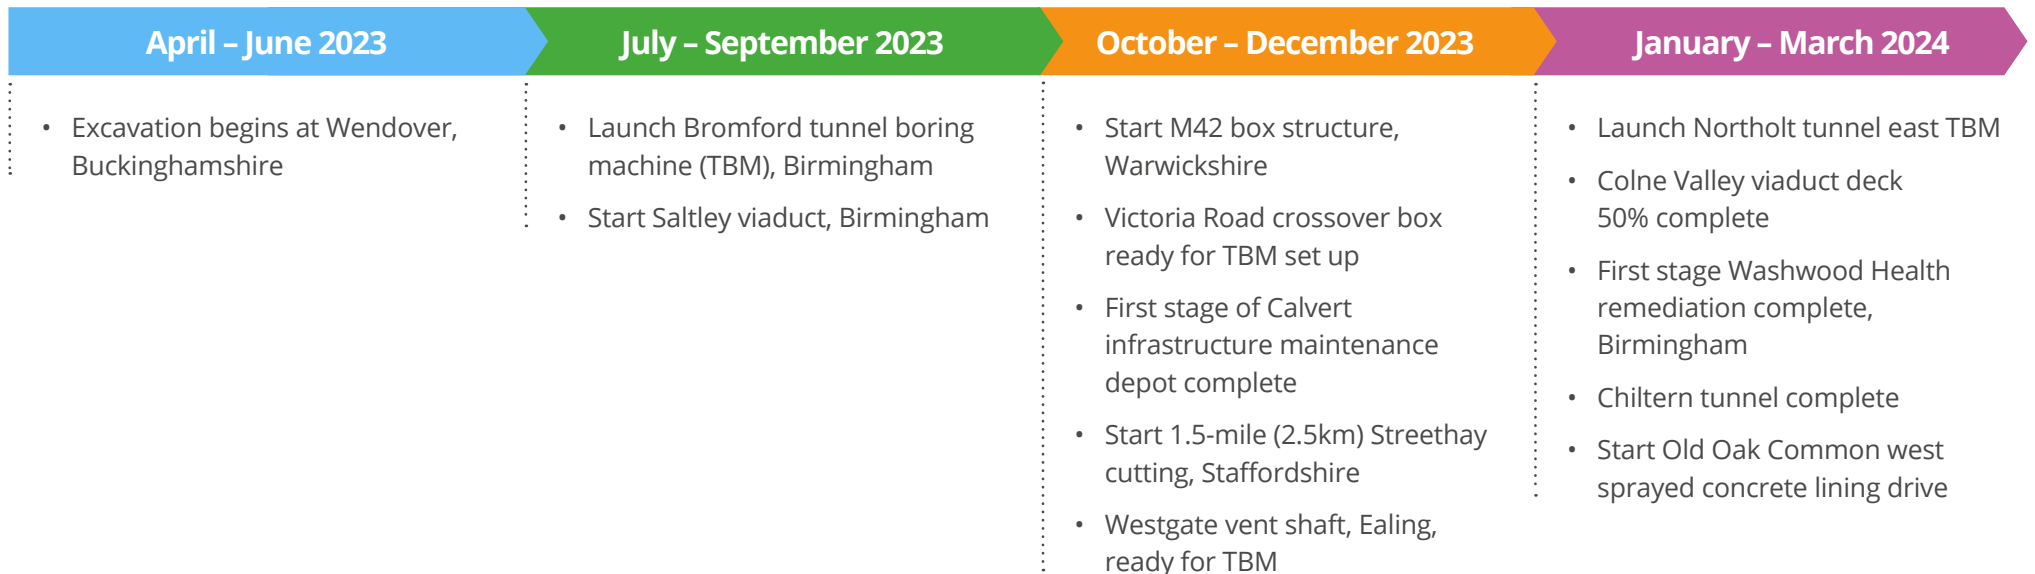 April – June 2023
• Excavation begins at Wendover,
Buckinghamshire
July – September 2023
• Launch Bromford tunnel boring
machine (TBM), Birmingham
• Start Saltley viaduct, Birmingham
October – December 2023
• Start M42 box structure,
Warwickshire
• Victoria Road crossover box
ready for TBM set up
• First stage of Calvert
infrastructure maintenance
depot complete
• Start 1.5-mile (2.5km) Streethay
cutting, Staffordshire
• Westgate vent shaft, Ealing,
ready for TBM
January – March 2024
• Launch Northolt tunnel east TBM
• Colne Valley viaduct deck
50% complete
• First stage Washwood Health
remediation complete,
Birmingham
• Chiltern tunnel complete
• Start Old Oak Common west
sprayed concrete lining drive